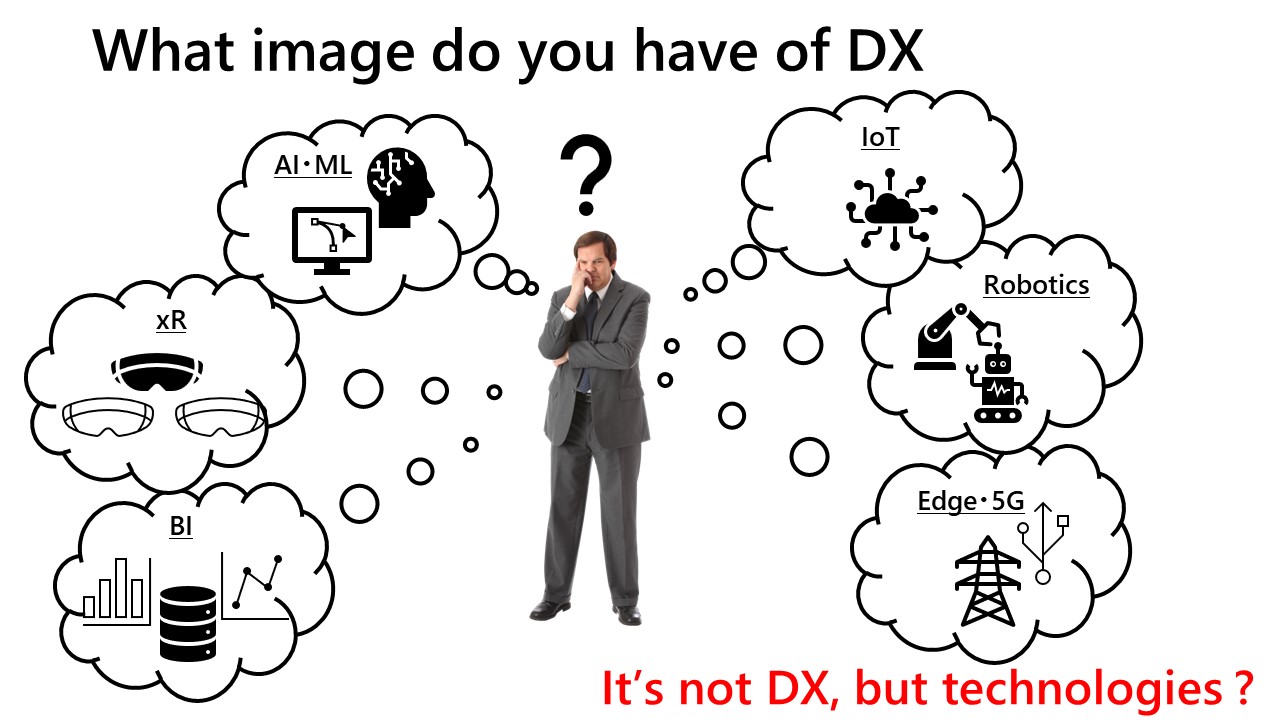 What image do you have of DX
AI・ML
?
IoT
xR
Robotics
BI
Edge・5G
It’s not DX, but technologies ?